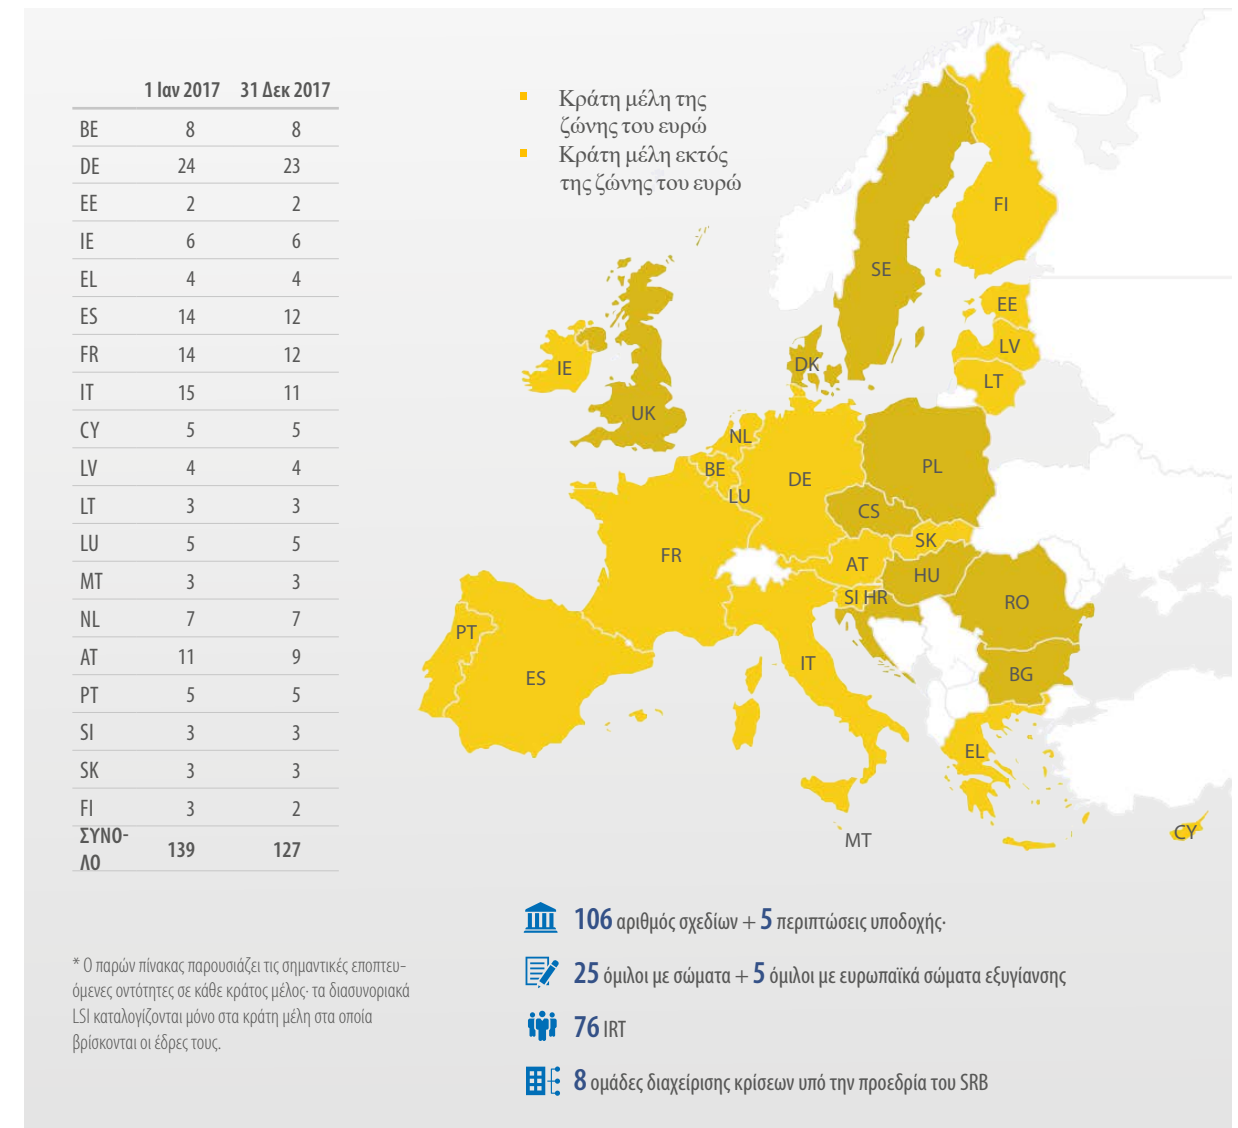 1 Ιαν 2017 31 Δεκ 2017
BE 8 8
DE 24 23
EE 2 2
IE 6 6
EL 4 4
ES 14 12
FR 14 12
IT 15 11
CY 5 5
LV 4 4
LT 3 3
LU 5 5
MT 3 3
NL 7 7
AT 11 9
PT 5 5
SI 3 3
SK 3 3
FI 3 2
ΣΥΝΟ-
ΛΟ 139 127
* Ο παρών πίνακας παρουσιάζει τις σημαντικές εποπτευ-
όμενες οντότητες σε κάθε κράτος μέλος· τα διασυνοριακά
LSI καταλογίζονται μόνο στα κράτη μέλη στα οποία
βρίσκονται οι έδρες τους.
Κράτη μέλη της
ζώνης του ευρώ
Κράτη μέλη εκτός
της ζώνης του ευρώ
FI
SE
EE
LV
LT
DK
IE
UK
NL
BE
LU
DE
PL
CS
SK
FR
AT
HU
SI HR
RO
PT
ES
IT
BG
EL
MT
CY
106 αριθμός σχεδίων + 5 περιπτώσεις υποδοχής·
25 όμιλοι με σώματα + 5 όμιλοι με ευρωπαϊκά σώματα εξυγίανσης
76 IRT
8 ομάδες διαχείρισης κρίσεων υπό την προεδρία του SRB